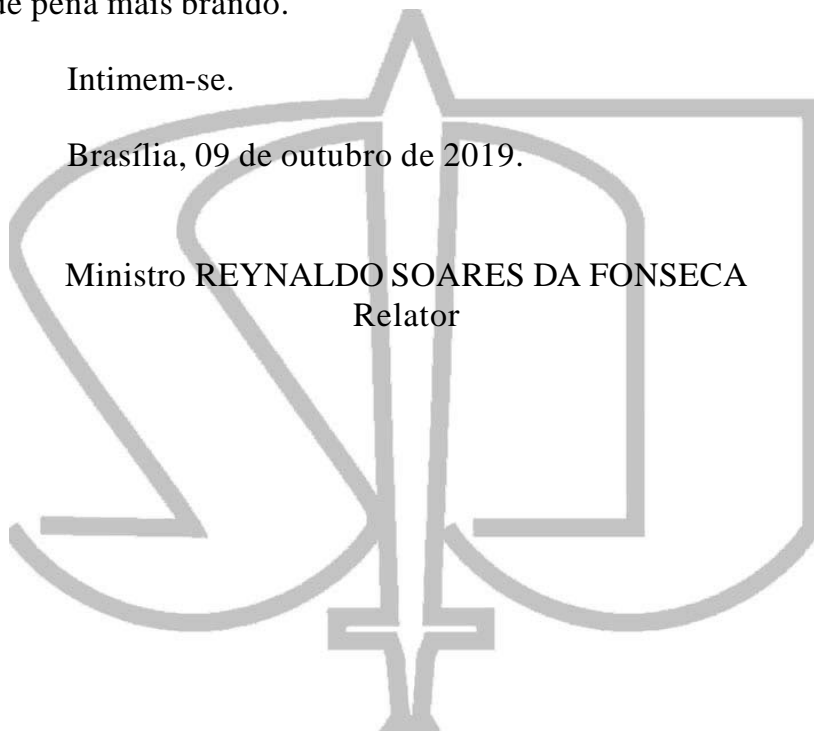 de pena mais brando.
Intimem-se.
Brasília, 09 de outubro de 2019.
Ministro REYNALDO SOARES DA FONSECA
Relator